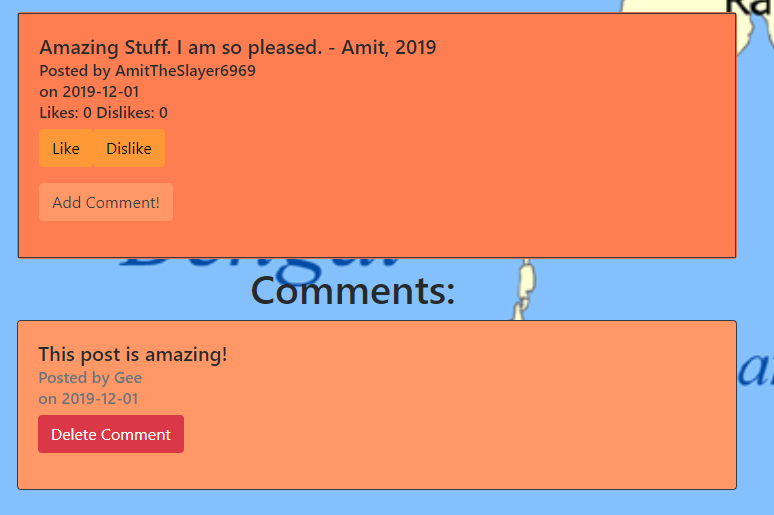 Ra
Amazing Stuff. I am so pleased. - Amit, 2019
Posted by AmitTheSlayer6969
on 2019-12-01
Likes: 0 Dislikes: 0
Like Dislike
Add Comment!
Comments:
This post is amazing!
Posted by Gee
on 2019-12-01
Delete Comment